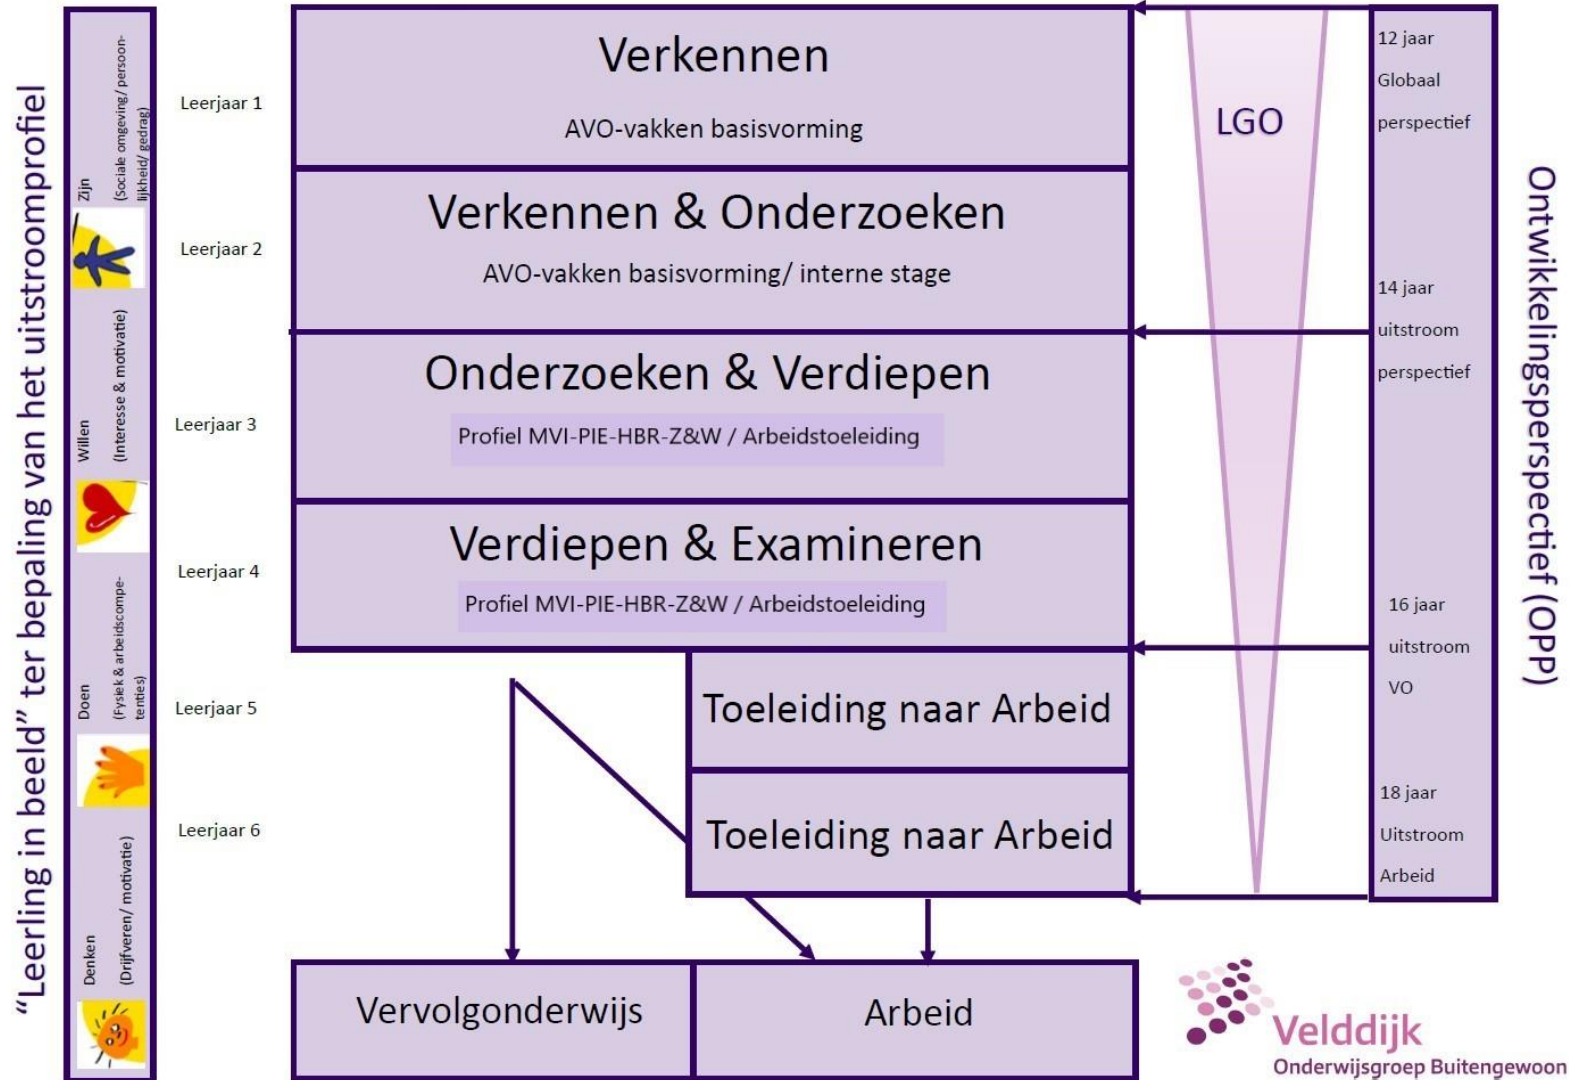 "Leerling in beeld" ter bepaling van het uitstroomprofiel
Zijn
(Sociale omgeving/ persoon-
lijkheid/ gedrag)
Willen
(Interesse & motivatie)
Doen
(Fysiek & arbeidscompe-
tenties)
Denken
(Drijfveren/ motivatie)
Leerjaar 1
Verkennen
AVO-vakken basisvorming
Leerjaar 2
Verkennen & Onderzoeken
AVO-vakken basisvorming/ interne stage
Leerjaar 3
Onderzoeken & Verdiepen
Profiel MVI-PIE-HBR-Z&W / Arbeidstoeleiding
Leerjaar 4
Verdiepen & Examineren
Profiel MVI-PIE-HBR-Z&W / Arbeidstoeleiding
Leerjaar 5
Toeleiding naar Arbeid
Leerjaar 6
Toeleiding naar Arbeid
Vervolgonderwijs
Arbeid
LGO
12 jaar
Globaal
perspectief
14 jaar
uitstroom
perspectief
16 jaar
uitstroom
VO
18 jaar
Uitstroom
Arbeid
Ontwikkelingsperspectief (OPP)
Velddijk
Onderwijsgroep Buitengewoon